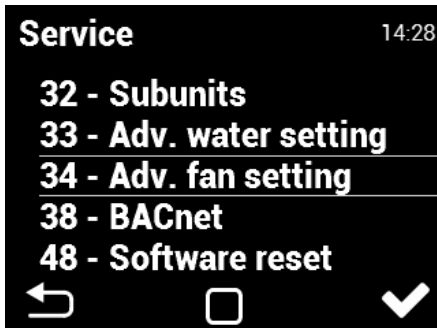 Service 14:28
32 - Subunits
33 - Adv. water setting
34 - Adv. fan setting
38 - BACnet
48 - Software reset